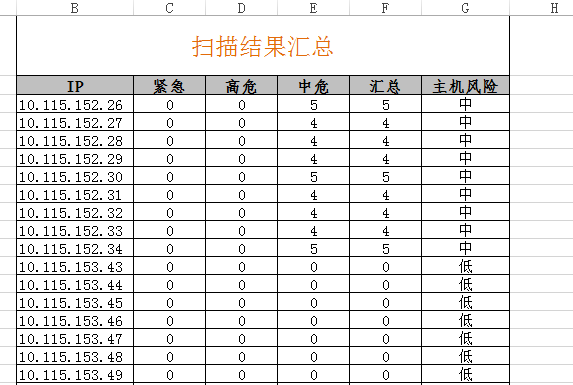 B C D E F G H
扫描结果汇总
IP 紧急 高危 中危 汇总 主机风险
10.115.152.26 0 0 5 5 中
10.115.152.27 0 0 4 4 中
10.115.152.28 0 0 4 4 中
10.115.152.29 0 0 4 4 中
10.115.152.30 0 0 5 5 中
10.115.152.31 0 0 4 4 中
10.115.152.32 0 0 4 4 中
10.115.152.33 0 0 4 4 中
10.115.152.34 0 0 5 5 中
10.115.153.43 0 0 0 0 低
10.115.153.44 0 0 0 0 低
10.115.153.45 0 0 0 0 低
10.115.153.46 0 0 0 0 低
10.115.153.47 0 0 0 0 低
10.115.153.48 0 0 0 0 低
10.115.153.49 0 0 0 0 低